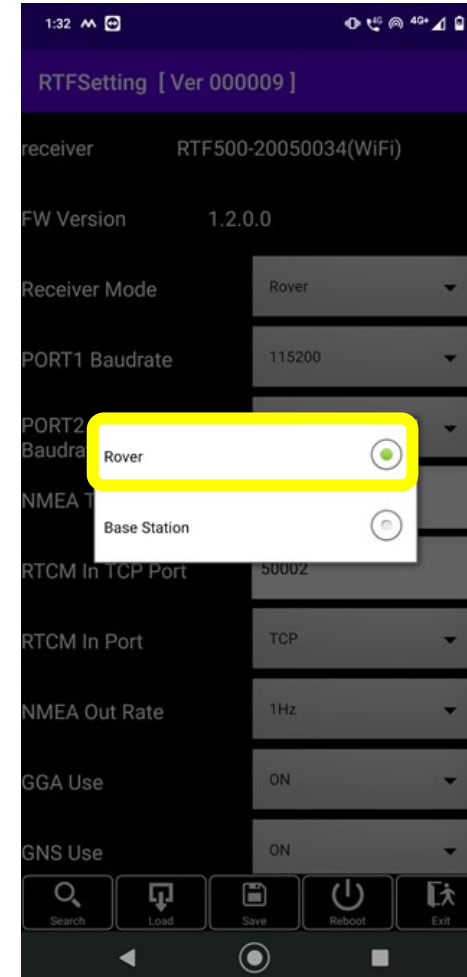 1:32
4G 4G+
RTFSetting [ Ver 000009 ]
receiver RTF500-20050034(WiFi)
FW Version 1.2.0.0
Receiver Mode Rover
PORT1 Baudrate 115200
PORT2
Baudra
Rover
NMEA T
Base Station
RTCM In TCP Port 50002
RTCM In Port TCP
NMEA Out Rate 1Hz
GGA Use ON
GNS Use ON
Search Load Save Reboot Exit